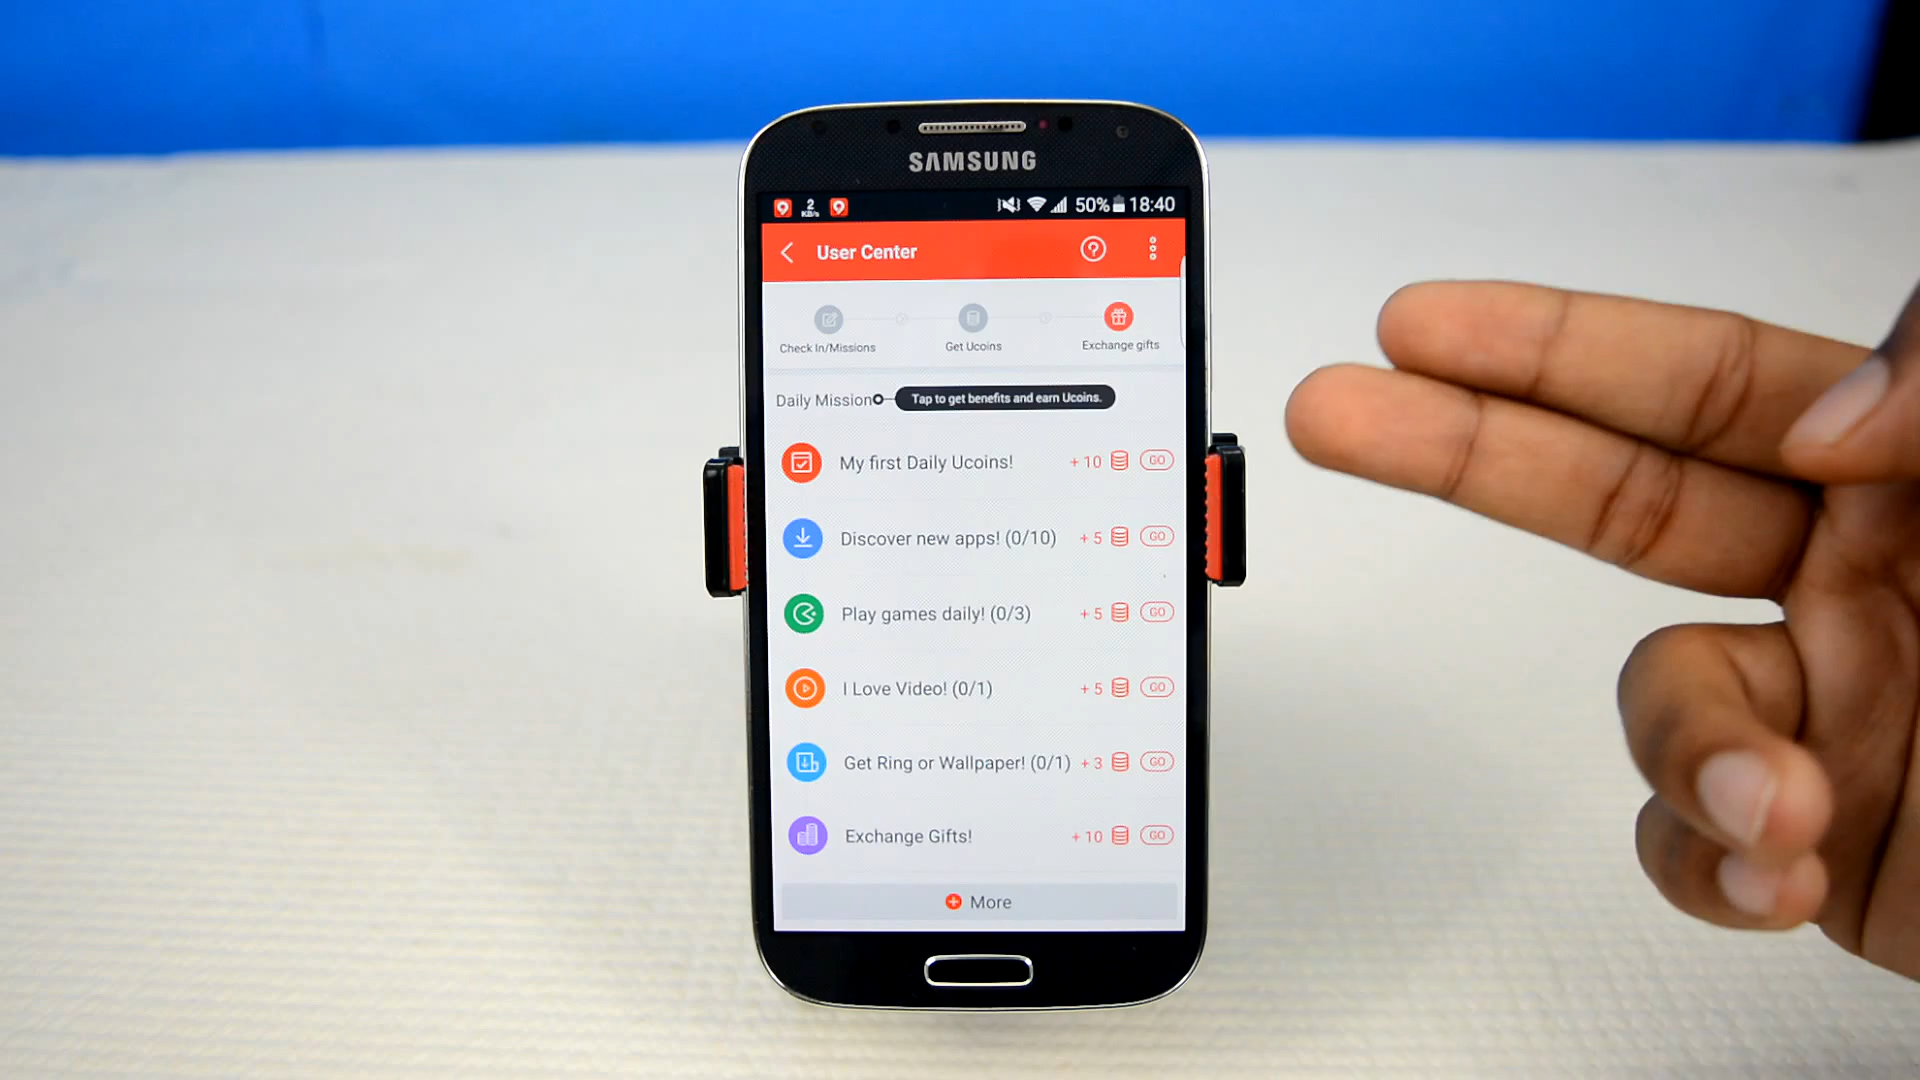 SAMSUNG
2
KB/s
50%
18:40
User Center
?
Check In/Missions
Get Ucoins
Exchange gifts
Daily Mission
Tap to get benefits and earn Ucoins.
My first Daily Ucoins! + 10 GO
Discover new apps! (0/10) + 5 GO
Play games daily! (0/3) + 5 GO
I Love Video! (0/1) + 5 GO
Get Ring or Wallpaper! (0/1) + 3 GO
Exchange Gifts! + 10 GO
More